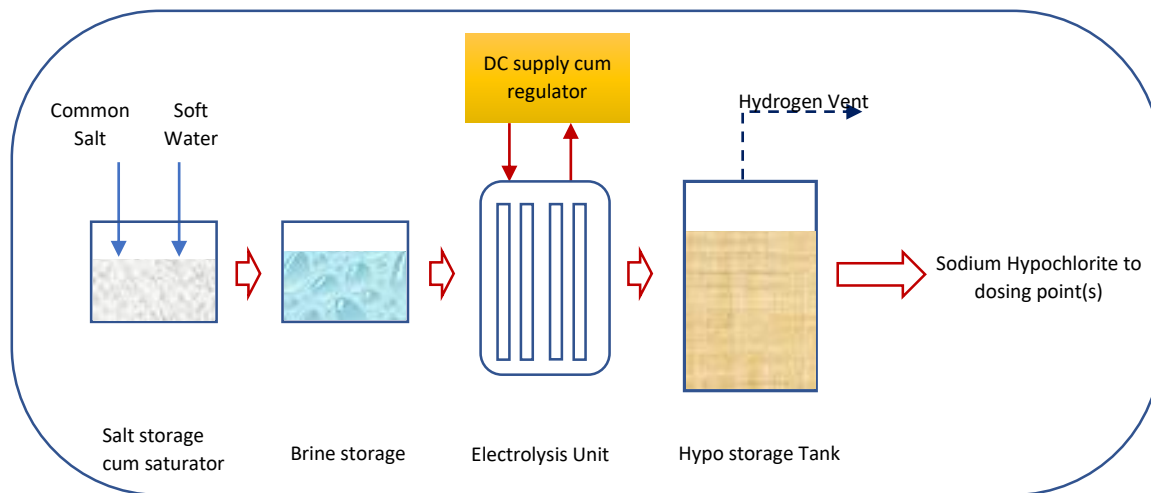 DC supply cum
regulator
Common
Salt
Soft
Water
Hydrogen Vent
Sodium Hypochlorite to
dosing point(s)
Salt storage
cum saturator
Brine storage
Electrolysis Unit
Hypo storage Tank